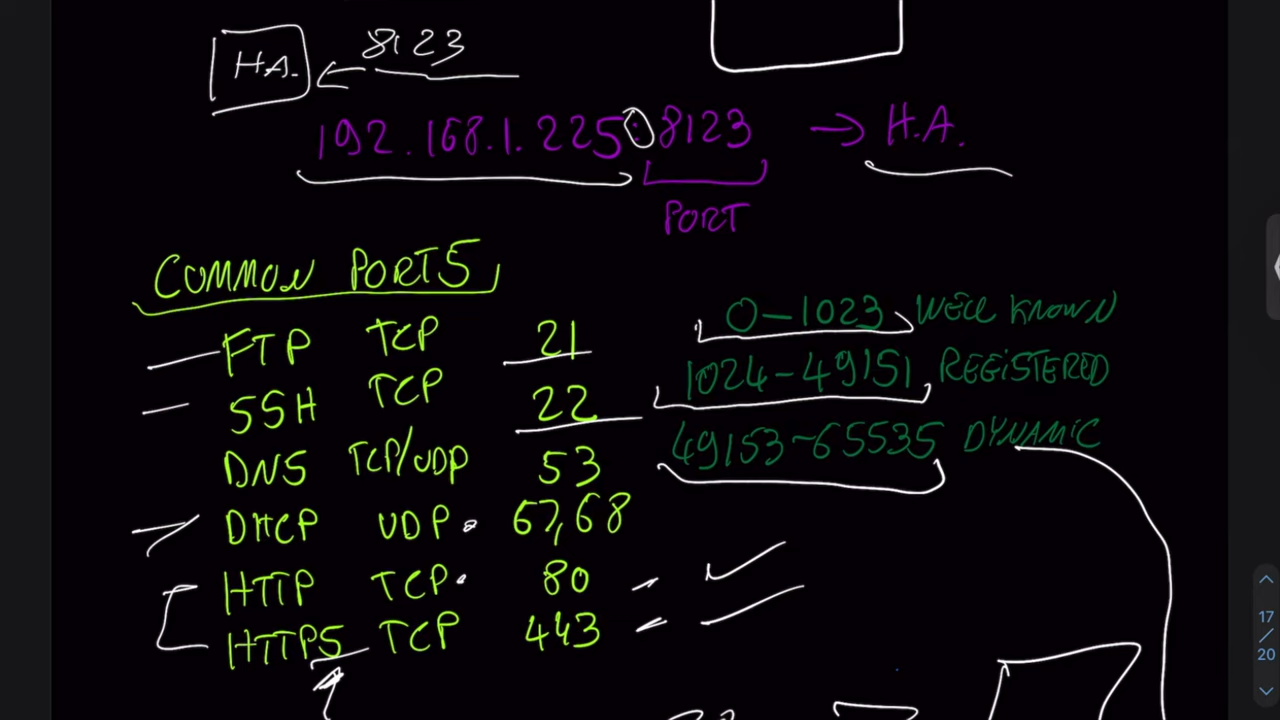 8123
H.A.
192.168.1.225:8123 → H.A.
PORT
COMMON PORTS
FTP TCP 21
SSH TCP 22
DNS TCP/UDP 53
DHCP UDP 67,68
HTTP TCP 80
HTTPS TCP 443
0-1023 WELL KNOWN
1024-49151 REGISTERED
49153-65535 DYNAMIC
17
/
20